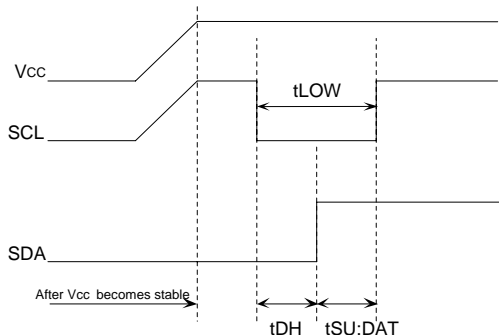 VCC
tLOW
SCL
SDA
After Vcc becomes stable
tDH tSU:DAT